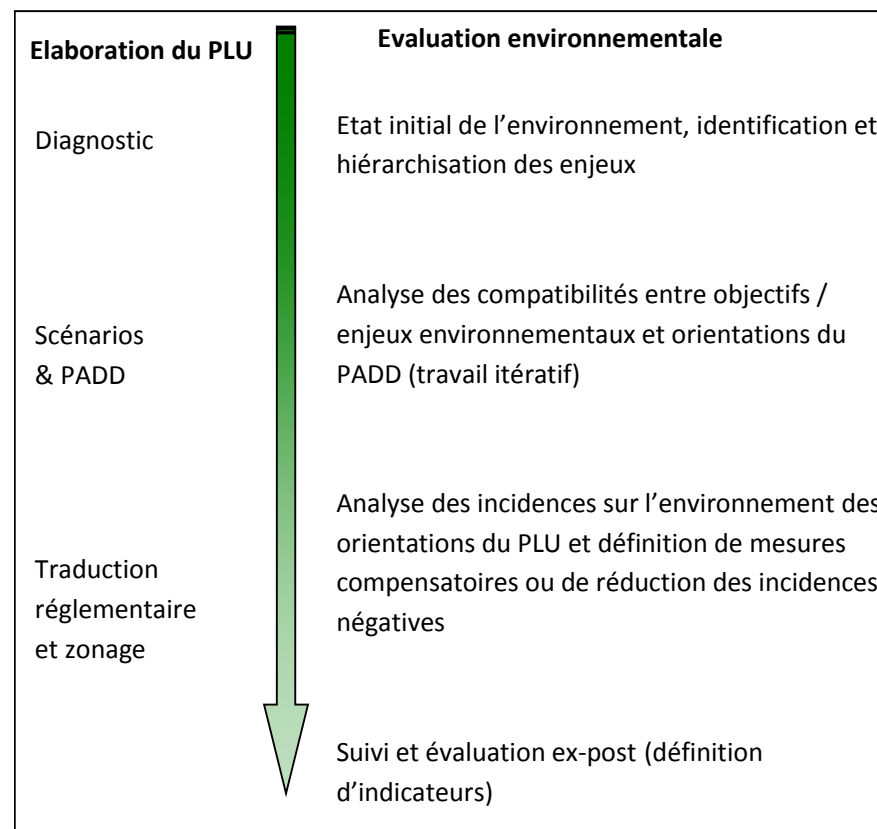 Elaboration du PLU
Evaluation environnementale
Diagnostic
Etat initial de l’environnement, identification et
hiérarchisation des enjeux
Scénarios
& PADD
Analyse des compatibilités entre objectifs /
enjeux environnementaux et orientations du
PADD (travail itératif)
Traduction
réglementaire
et zonage
Analyse des incidences sur l’environnement des
orientations du PLU et définition de mesures
compensatoires ou de réduction des incidences
négatives
Suivi et évaluation ex-post (définition
d’indicateurs)